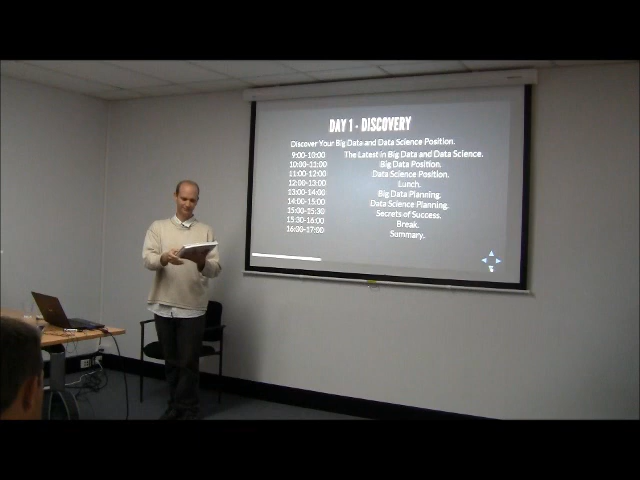 DAY 1 - DISCOVERY
Discover Your Big Data and Data Science Position.
9:00-10:00 The Latest in Big Data and Data Science.
10:00-11:00 Big Data Position.
11:00-12:00 Data Science Position.
12:00-13:00 Lunch.
13:00-14:00 Big Data Planning.
14:00-15:00 Data Science Planning.
15:00-15:30 Secrets of Success.
15:30-16:00 Break.
16:00-17:00 Summary.